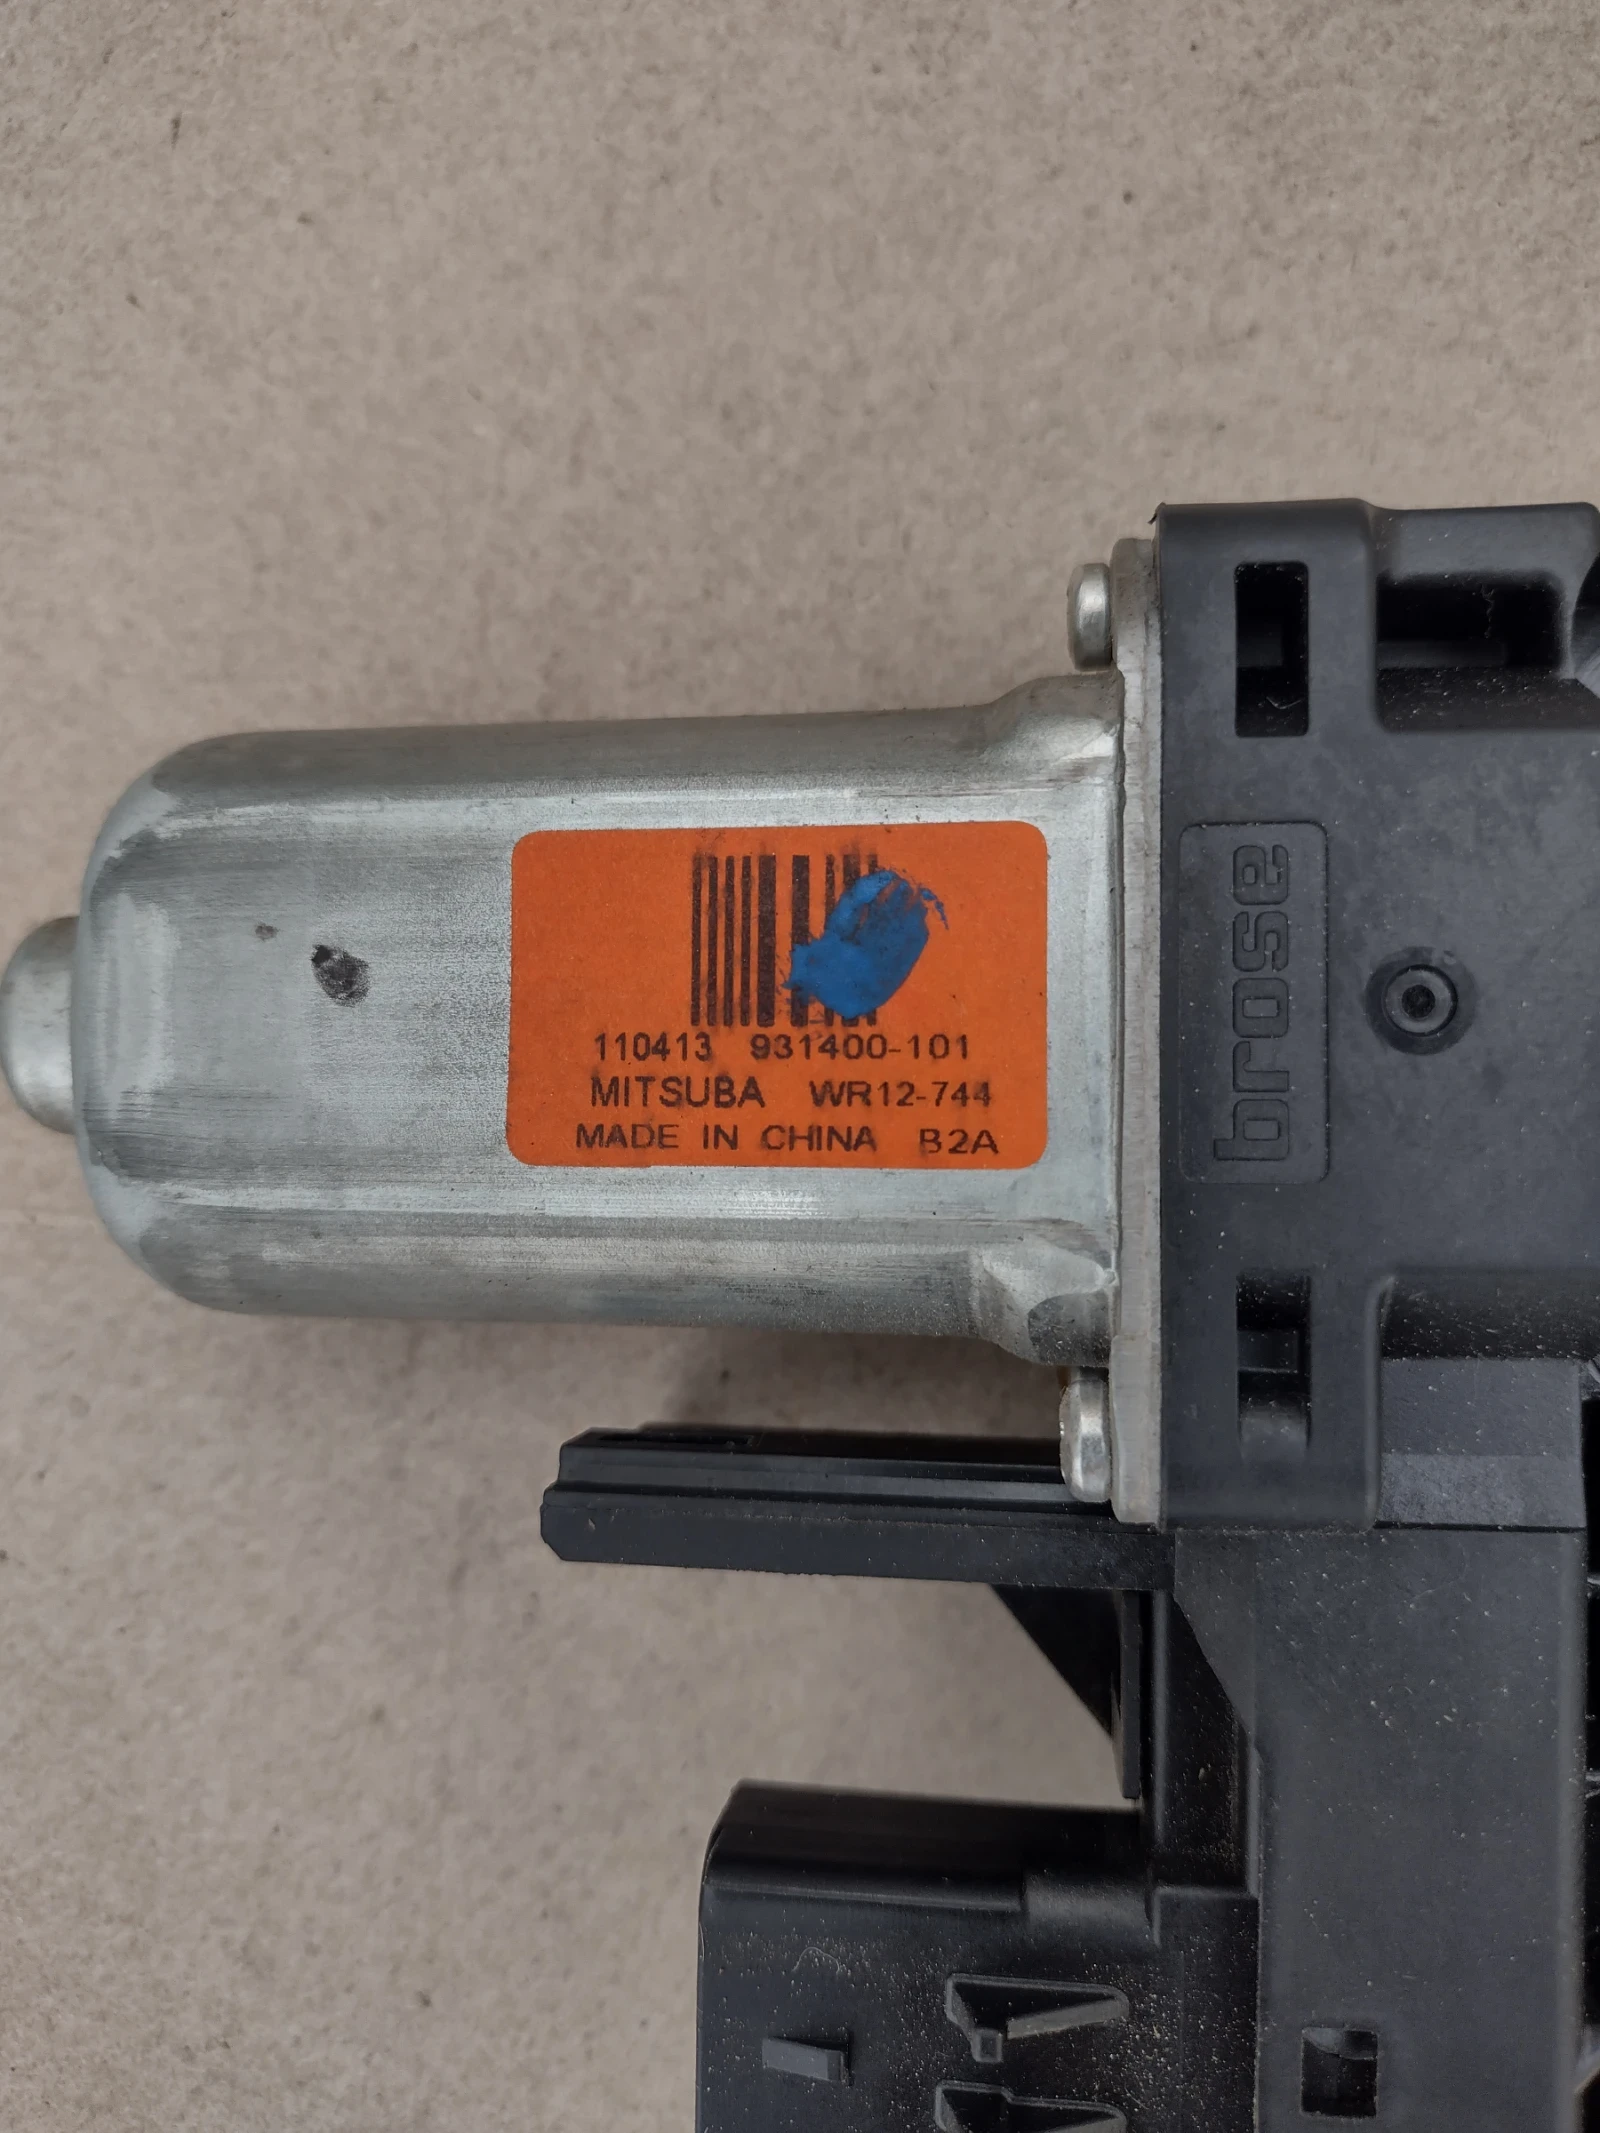 110413 931400-101
MITSUBA WR12-744
MADE IN CHINA B2A
brose